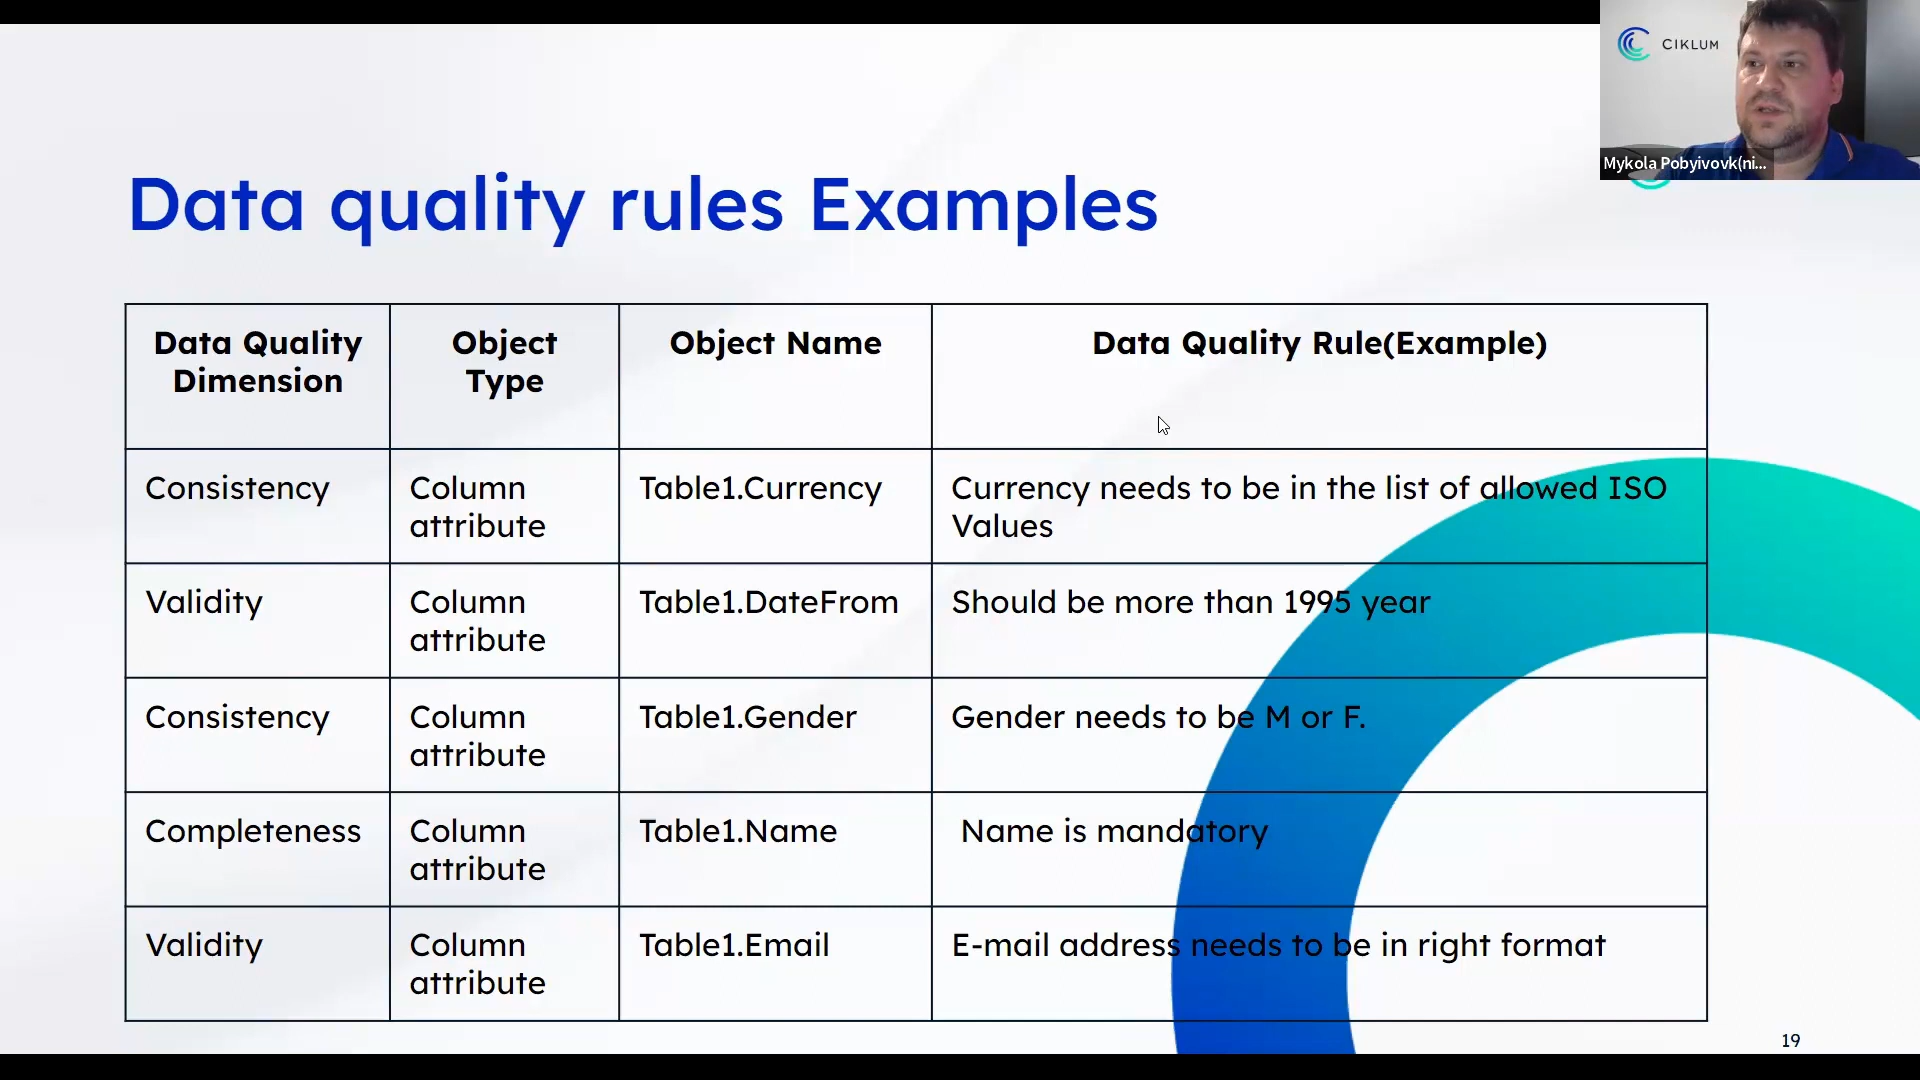 CIKLUM
Mykola Pobyivovk(ni...
Data quality rules Examples
Data Quality
Dimension
Object
Type
Object Name
Data Quality Rule(Example)
Consistency
Column
attribute
Table1.Currency
Currency needs to be in the list of allowed ISO
Values
Validity
Column
attribute
Table1.DateFrom
Should be more than 1995 year
Consistency
Column
attribute
Table1.Gender
Gender needs to be M or F.
Completeness
Column
attribute
Table1.Name
Name is mandatory
Validity
Column
attribute
Table1.Email
E-mail address needs to be in right format
19